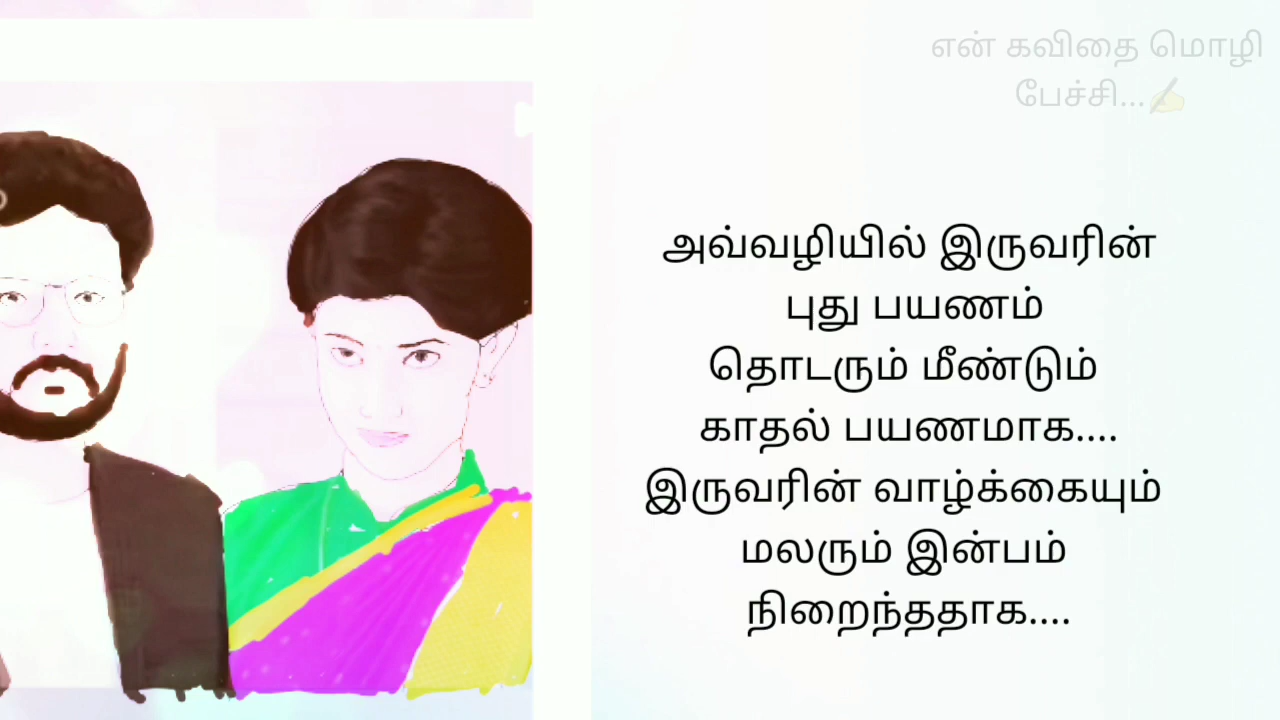 என் கவிதை மொழி
பேச்சி...✍
அவ்வழியில் இருவரின்
புது பயணம்
தொடரும் மீண்டும்
காதல் பயணமாக....
இருவரின் வாழ்க்கையும்
மலரும் இன்பம்
நிறைந்ததாக....